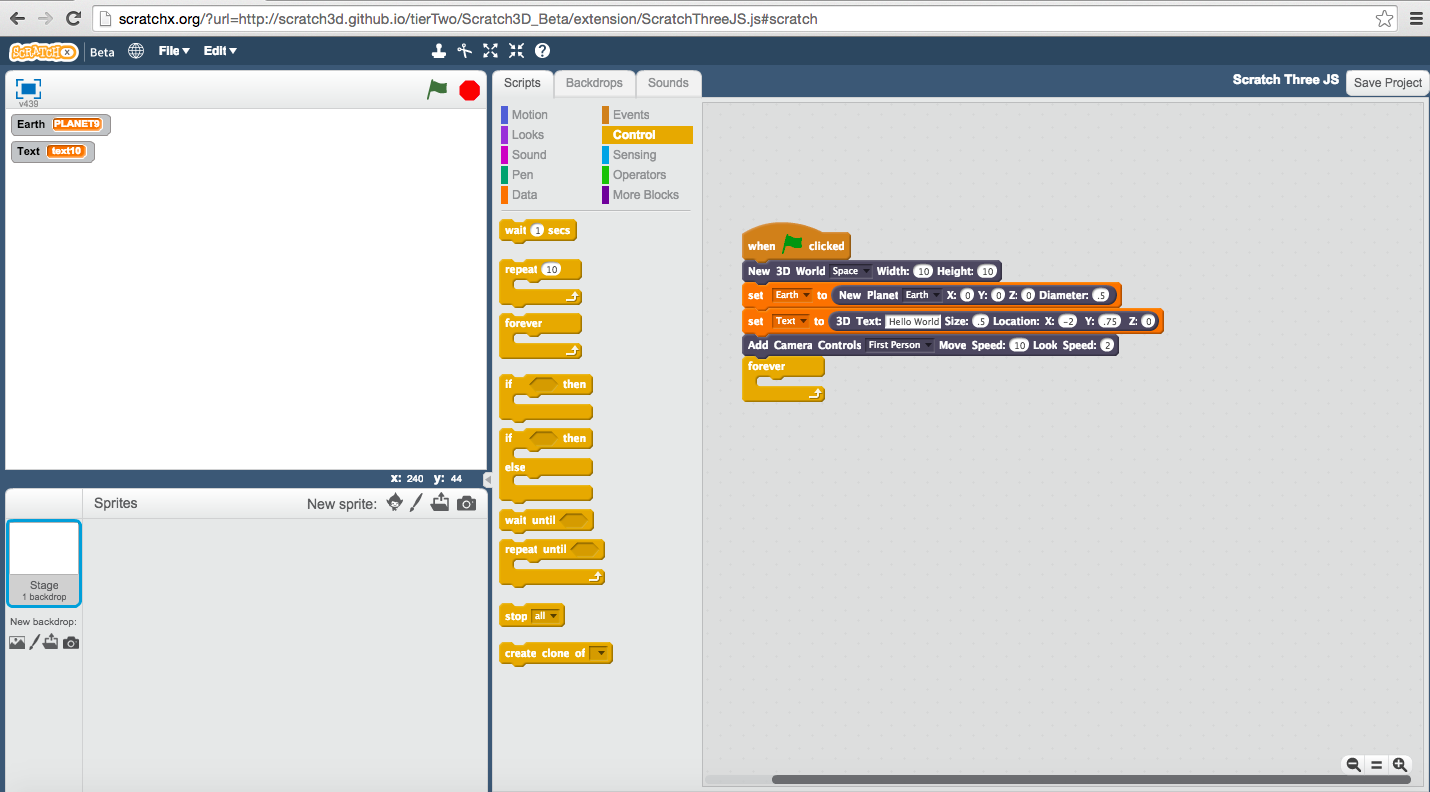 scratchx.org/?url=http://scratch3d.github.io/tierTwo/Scratch3D_Beta/extension/ScratchThreeJS.js#scratch
SCRATCHX Beta File Edit
v439
Earth PLANET9
Text text10
x: 240 y: 44
Sprites New sprite:
Stage
1 backdrop
New backdrop:
Scripts Backdrops Sounds
Scratch Three JS Save Project
Motion Events
Looks Control
Sound Sensing
Pen Operators
Data More Blocks
wait 1 secs
repeat 10
forever
if then
if then
else
wait until
repeat until
stop all
create clone of
when clicked
New 3D World Space Width: 10 Height: 10
set Earth to New Planet Earth X: 0 Y: 0 Z: 0 Diameter: .5
set Text to 3D Text: Hello World Size: .5 Location: X: -2 Y: .75 Z: 0
Add Camera Controls First Person Move Speed: 10 Look Speed: 2
forever